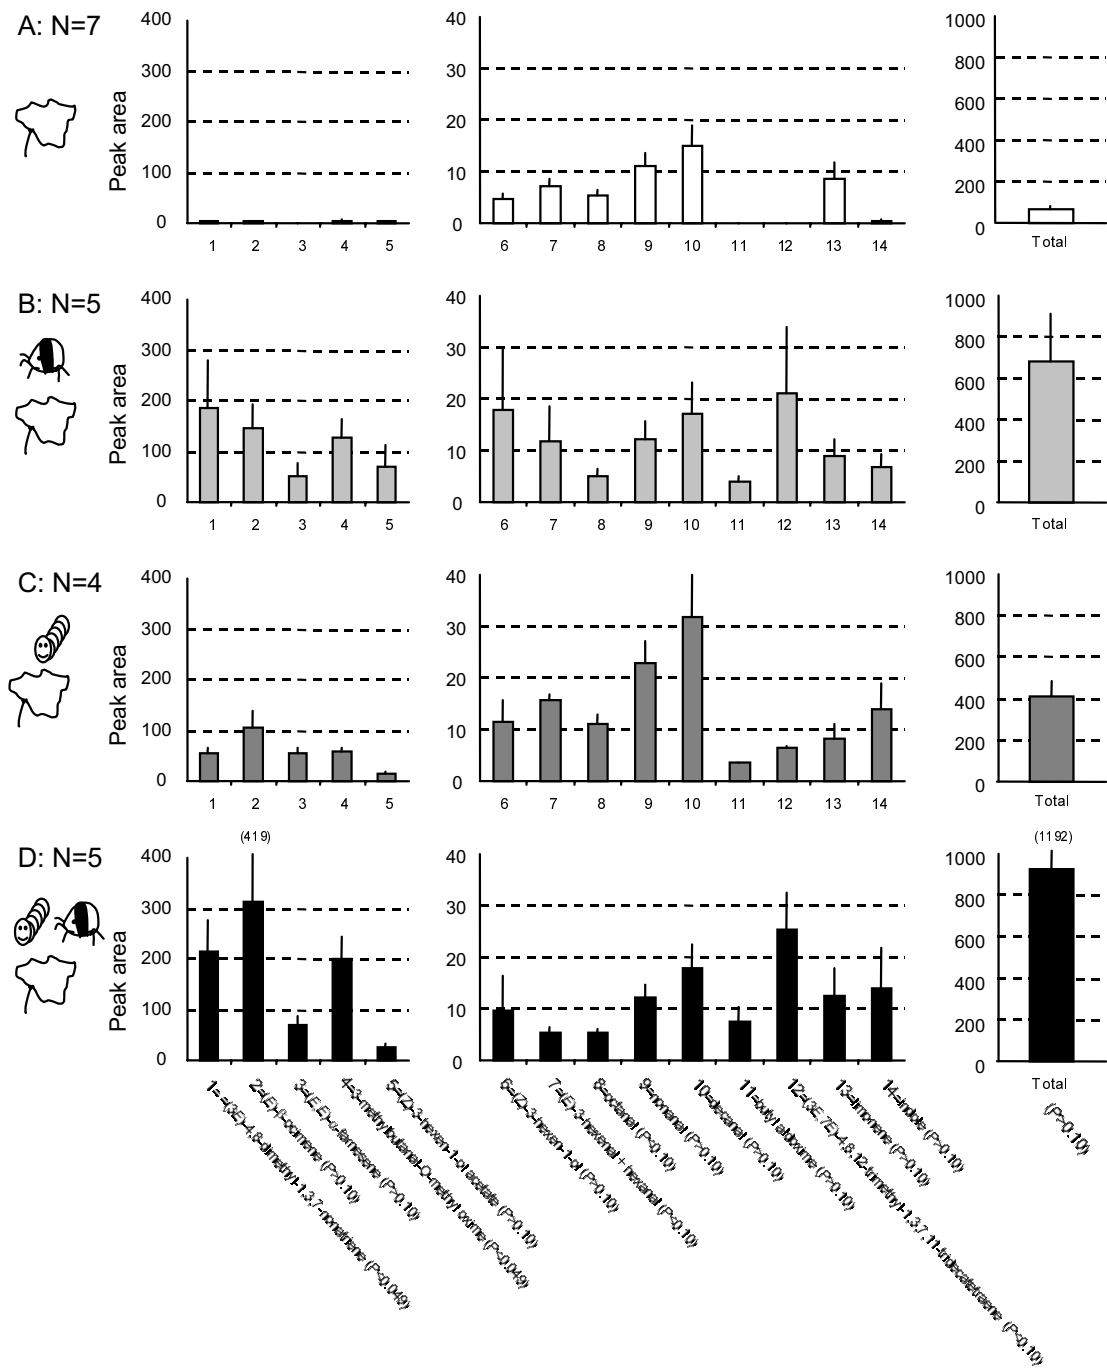 A: N=7
Peak area
400
300
200
100
0
1 2 3 4 5
40
30
20
10
0
6 7 8 9 10 11 12 13 14
1000
800
600
400
200
0
Total
B: N=5
Peak area
400
300
200
100
0
1 2 3 4 5
40
30
20
10
0
6 7 8 9 10 11 12 13 14
1000
800
600
400
200
0
Total
C: N=4
Peak area
400
300
200
100
0
1 2 3 4 5
40
30
20
10
0
6 7 8 9 10 11 12 13 14
1000
800
600
400
200
0
Total
D: N=5
Peak area
(419)
400
300
200
100
0
40
30
20
10
0
(1192)
1000
800
600
400
200
0
Total
(P>0.10)
1= -(3E)-4,8-dimethyl-1,3,7-nonatriene (P<0.049)
2=(E)-β-ocimene (P>0.10)
3=(E,E)-α-farnesene (P>0.10)
4=3-methylbutanal-O-methyl oxime (P<0.049)
5=(Z)-3-hexen-1-ol acetate (P>0.10)
6=(Z)-3-hexen-1-ol (P>0.10)
7=(E)-3-hexenal + hexanal (P<0.10)
8=octanal (P>0.10)
9=nonanal (P>0.10)
10=decanal (P>0.10)
11=butyl aldoxime (P>0.10)
12=(3E,7E)-4,8,12-trimethyl-1,3,7,11-tridecatetraene (P<0.10)
13=limonene (P>0.10)
14=indole (P>0.10)